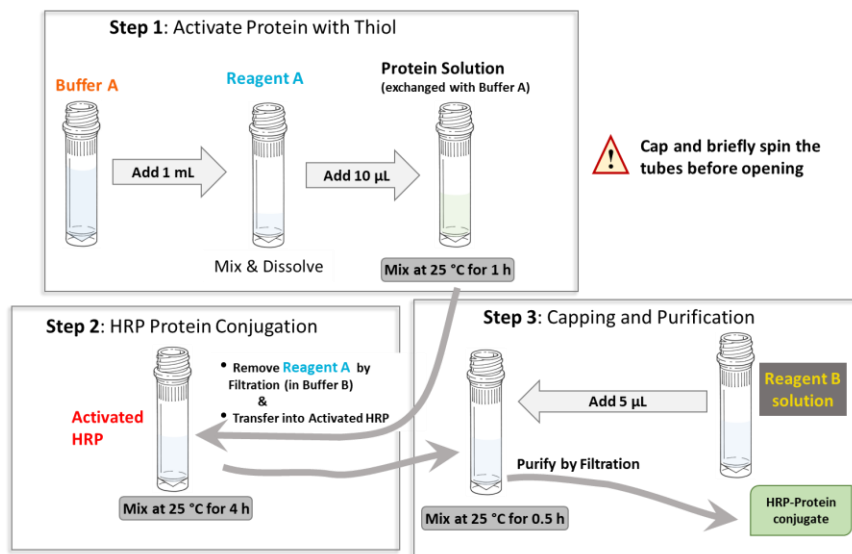 Step 1: Activate Protein with Thiol
Buffer A
Reagent A
Protein Solution
(exchanged with Buffer A)
Add 1 mL
Add 10 µL
Mix & Dissolve
Mix at 25 °C for 1 h
!
Cap and briefly spin the
tubes before opening
Step 2: HRP Protein Conjugation
• Remove Reagent A by
Filtration (in Buffer B)
&
• Transfer into Activated HRP
Activated
HRP
Mix at 25 °C for 4 h
Step 3: Capping and Purification
Reagent B
solution
Add 5 µL
Purify by Filtration
Mix at 25 °C for 0.5 h
HRP-Protein
conjugate